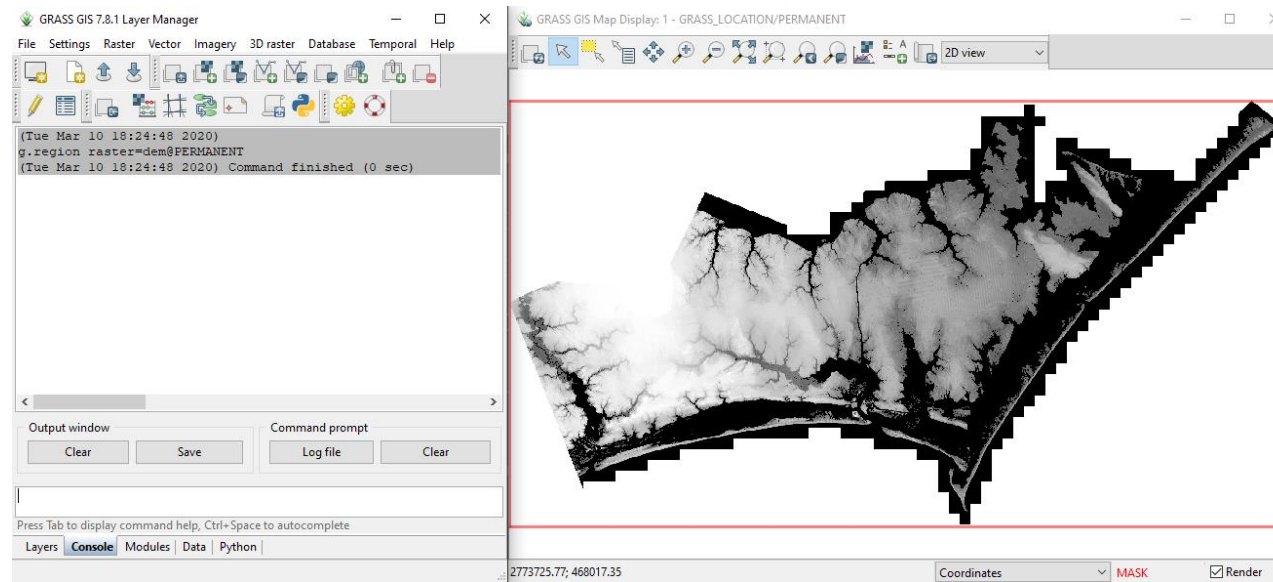 GRASS GIS 7.8.1 Layer Manager
File Settings Raster Vector Imagery 3D raster Database Temporal Help
(Tue Mar 10 18:24:48 2020)
g.region raster=dem@PERMANENT
(Tue Mar 10 18:24:48 2020) Command finished (0 sec)
Output window
Command prompt
Clear
Save
Log file
Clear
Press Tab to display command help, Ctrl+Space to autocomplete
Layers Console Modules Data Python
GRASS GIS Map Display: 1 - GRASS_LOCATION/PERMANENT
2D view
2773725.77; 468017.35
Coordinates
MASK
Render